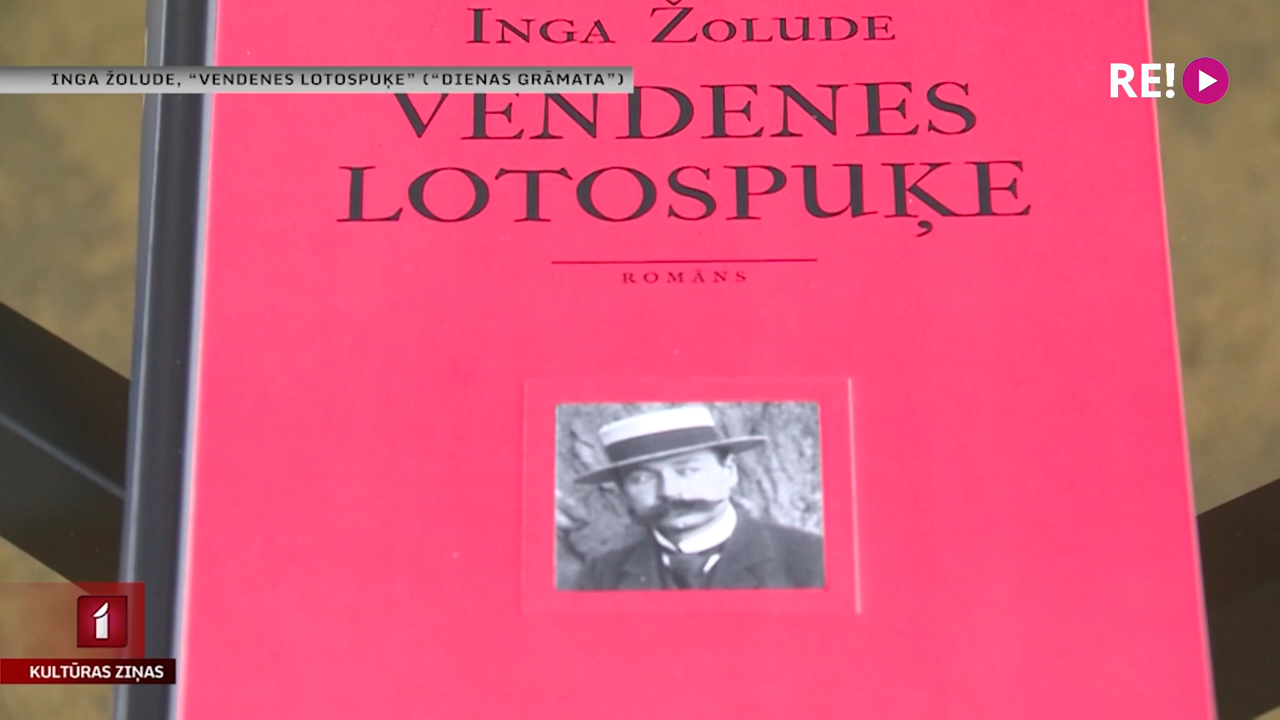 INGA ŽOLUDE
INGA ŽOLUDE, “VENDENES LOTOSPUĶE” (“DIENAS GRĀMATA”)
RE!
VENDENES
LOTOSPUĶE
ROMĀNS
1
KULTŪRAS ZIŅAS